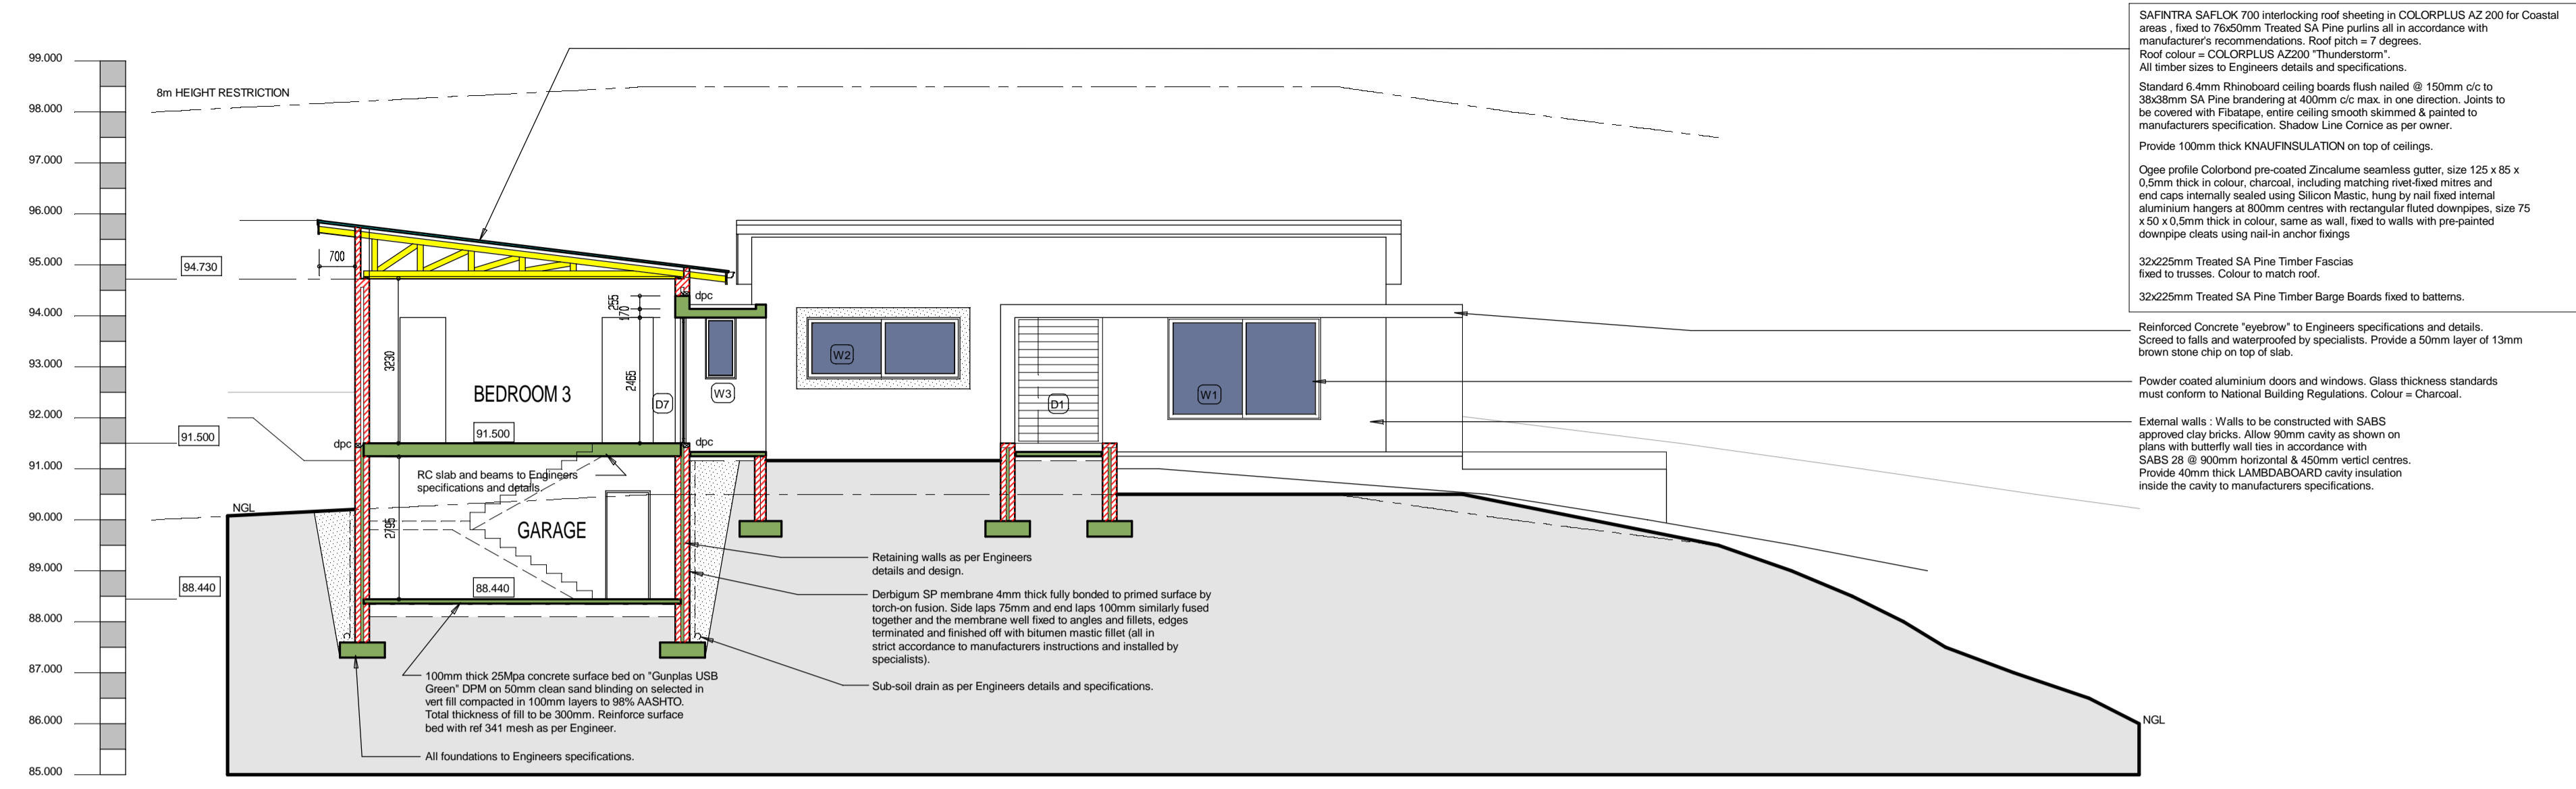 SAFINTRA SAFLOK 700 interlocking roof sheeting in COLORPLUS AZ 200 for Coastal
areas , fixed to 76x50mm Treated SA Pine purlins all in accordance with
manufacturer's recommendations. Roof pitch = 7 degrees.
Roof colour = COLORPLUS AZ200 "Thunderstorm".
All timber sizes to Engineers details and specifications.
Standard 6.4mm Rhinoboard ceiling boards flush nailed @ 150mm c/c to
38x38mm SA Pine brandering at 400mm c/c max. in one direction. Joints to
be covered with Fibatape, entire ceiling smooth skimmed & painted to
manufacturers specification. Shadow Line Cornice as per owner.
Provide 100mm thick KNAUFINSULATION on top of ceilings.
Ogee profile Colorbond pre-coated Zincalume seamless gutter, size 125 x 85 x
0,5mm thick in colour, charcoal, including matching rivet-fixed mitres and
end caps internally sealed using Silicon Mastic, hung by nail fixed internal
aluminium hangers at 800mm centres with rectangular fluted downpipes, size 75
x 50 x 0,5mm thick in colour, same as wall, fixed to walls with pre-painted
downpipe cleats using nail-in anchor fixings
32x225mm Treated SA Pine Timber Fascias
fixed to trusses. Colour to match roof.
32x225mm Treated SA Pine Timber Barge Boards fixed to batterns.
Reinforced Concrete "eyebrow" to Engineers specifications and details.
Screed to falls and waterproofed by specialists. Provide a 50mm layer of 13mm
brown stone chip on top of slab.
Powder coated aluminium doors and windows. Glass thickness standards
must conform to National Building Regulations. Colour = Charcoal.
External walls : Walls to be constructed with SABS
approved clay bricks. Allow 90mm cavity as shown on
plans with butterfly wall ties in accordance with
SABS 28 @ 900mm horizontal & 450mm verticl centres.
Provide 40mm thick LAMBDABOARD cavity insulation
inside the cavity to manufacturers specifications.
99.000
98.000
97.000
96.000
95.000
94.000
93.000
92.000
91.000
90.000
89.000
88.000
87.000
86.000
85.000
8m HEIGHT RESTRICTION
94.730
91.500
88.440
700
3230
255
170
2465
dpc
dpc
dpc
BEDROOM 3
D7
W3
W2
D1
W1
91.500
RC slab and beams to Engineers
specifications and details.
NGL
2795
GARAGE
88.440
Retaining walls as per Engineers
details and design.
Derbigum SP membrane 4mm thick fully bonded to primed surface by
torch-on fusion. Side laps 75mm and end laps 100mm similarly fused
together and the membrane well fixed to angles and fillets, edges
terminated and finished off with bitumen mastic fillet (all in
strict accordance to manufacturers instructions and installed by
specialists).
Sub-soil drain as per Engineers details and specifications.
100mm thick 25Mpa concrete surface bed on "Gunplas USB
Green" DPM on 50mm clean sand blinding on selected in
vert fill compacted in 100mm layers to 98% AASHTO.
Total thickness of fill to be 300mm. Reinforce surface
bed with ref 341 mesh as per Engineer.
All foundations to Engineers specifications.
NGL